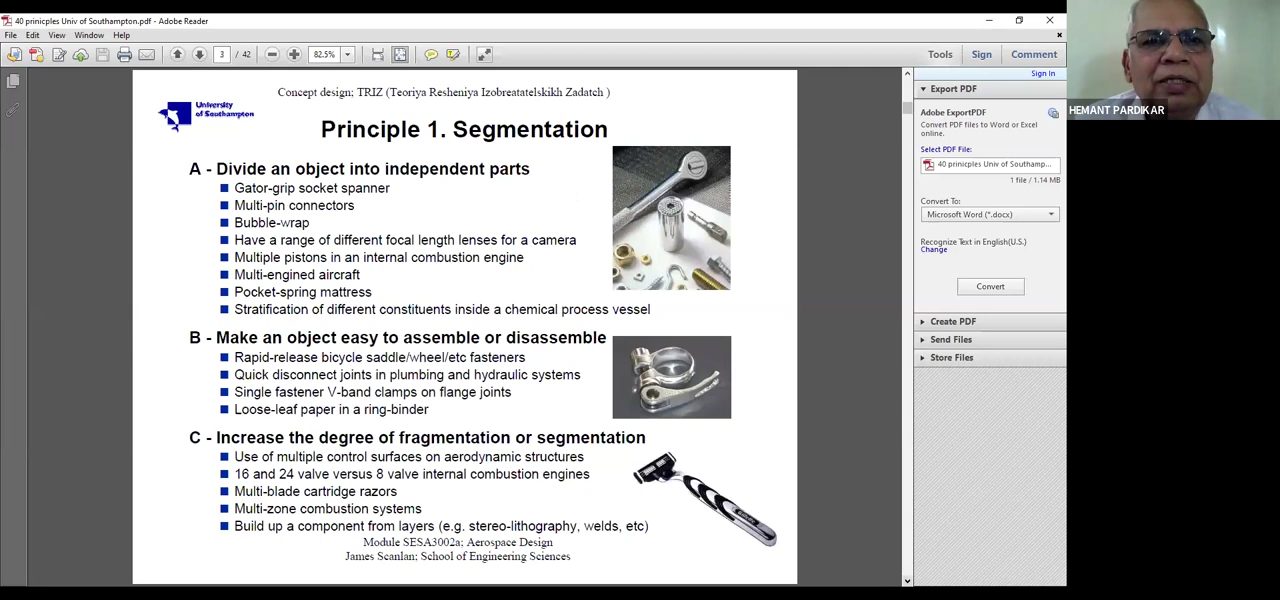 40 prinicples Univ of Southampton.pdf - Adobe Reader
File Edit View Window Help
3 / 42 82.5% Tools Sign Comment
Sign In
Concept design; TRIZ (Teoriya Resheniya Izobreatatelskikh Zadatch )
University
of Southampton
Principle 1. Segmentation
A - Divide an object into independent parts
Gator-grip socket spanner
Multi-pin connectors
Bubble-wrap
Have a range of different focal length lenses for a camera
Multiple pistons in an internal combustion engine
Multi-engined aircraft
Pocket-spring mattress
Stratification of different constituents inside a chemical process vessel
B - Make an object easy to assemble or disassemble
Rapid-release bicycle saddle/wheel/etc fasteners
Quick disconnect joints in plumbing and hydraulic systems
Single fastener V-band clamps on flange joints
Loose-leaf paper in a ring-binder
C - Increase the degree of fragmentation or segmentation
Use of multiple control surfaces on aerodynamic structures
16 and 24 valve versus 8 valve internal combustion engines
Multi-blade cartridge razors
Multi-zone combustion systems
Build up a component from layers (e.g. stereo-lithography, welds, etc)
Module SESA3002a; Aerospace Design
James Scanlan; School of Engineering Sciences
Export PDF
Adobe ExportPDF
Convert PDF files to Word or Excel
online.
Select PDF File:
40 prinicples Univ of Southamp...
1 file / 1.14 MB
Convert To:
Microsoft Word (*.docx)
Recognize Text in English(U.S.)
Change
Convert
Create PDF
Send Files
Store Files
HEMANT PARDIKAR